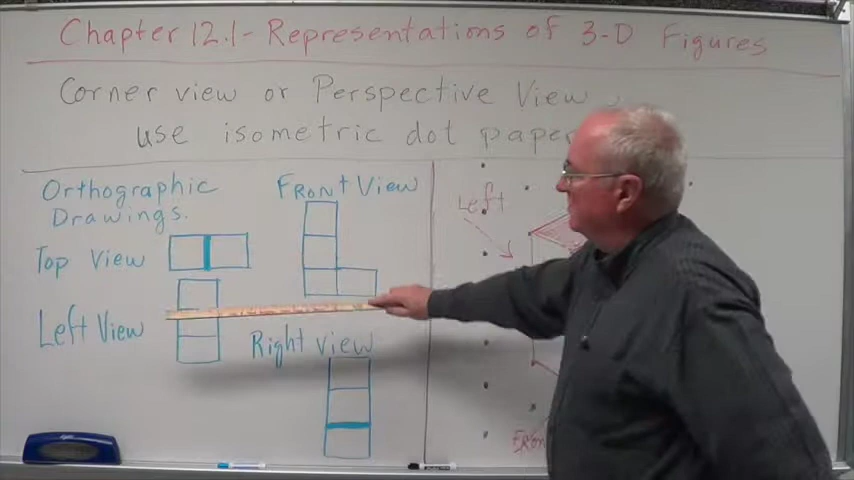 Chapter 12.1- Representations of 3-D Figures
Corner view or Perspective View
use isometric dot paper
Orthographic
Drawings.
Front View
Left
Top View
Left View
Right view